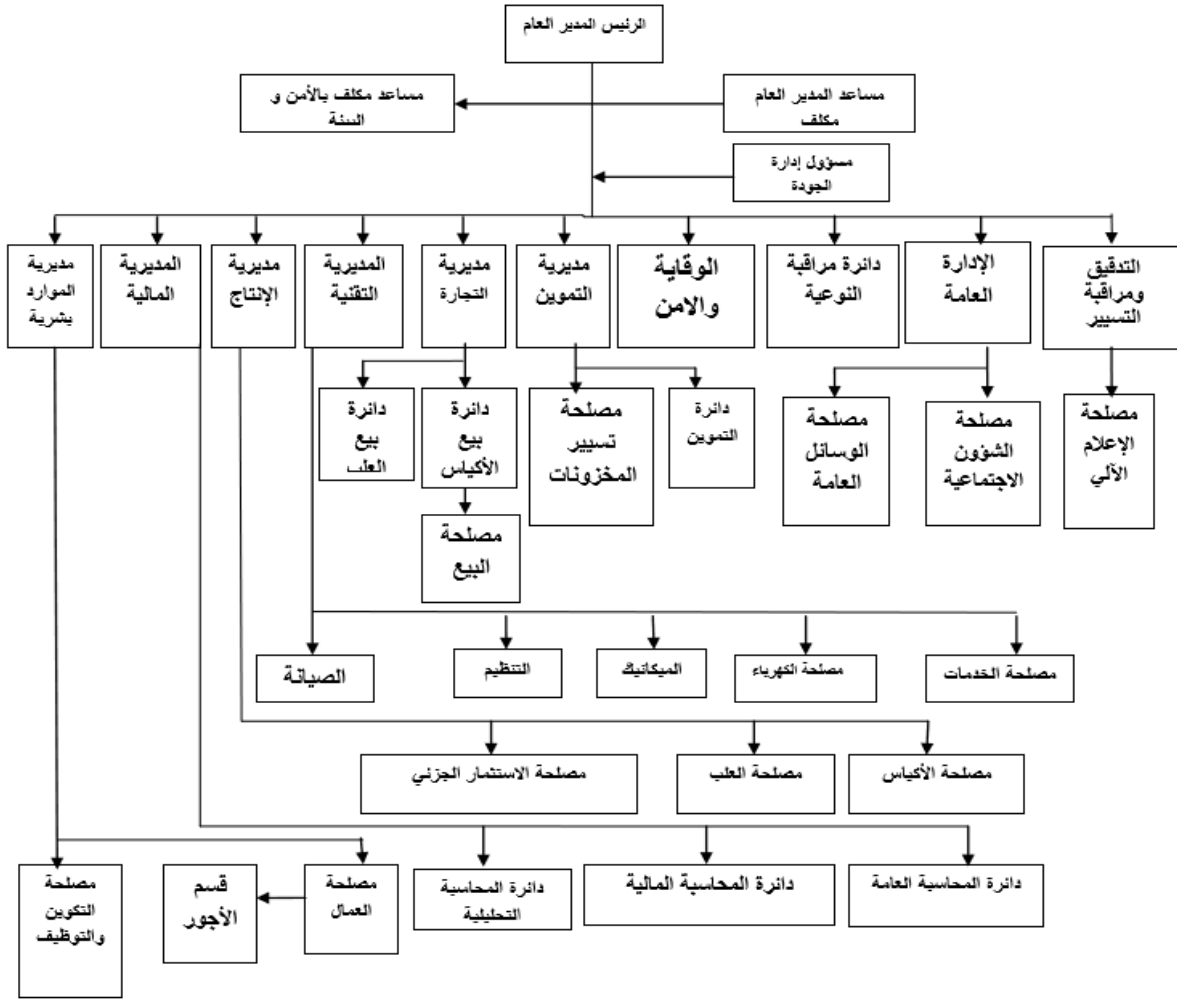 الرئيس المدير العام
مساعد المدير العام
مكلف
مساعد مكلف بالأمن و
البيئة
مسؤول إدارة
الجودة
التدقيق
ومراقبة
التسيير
الإدارة
العامة
دائرة مراقبة
النوعية
الوقاية
والامن
مديرية
التموين
مديرية
التجارة
المديرية
التقنية
مديرية
الإنتاج
المديرية
المالية
مديرية
الموارد
بشرية
مصلحة
الإعلام
الآلي
مصلحة
الشؤون
الاجتماعية
مصلحة
الوسائل
العامة
دائرة
التموين
مصلحة
تسيير
المخزونات
دائرة
بيع
الأكياس
دائرة
بيع
العلب
مصلحة
البيع
مصلحة الخدمات
مصلحة الكهرباء
الميكانيك
التنظيم
الصيانة
مصلحة الأكياس
مصلحة العلب
مصلحة الاستثمار الجزئي
دائرة المحاسبة العامة
دائرة المحاسبة المالية
دائرة المحاسبة
التحليلية
مصلحة
العمال
قسم
الأجور
مصلحة
التكوين
والتوظيف